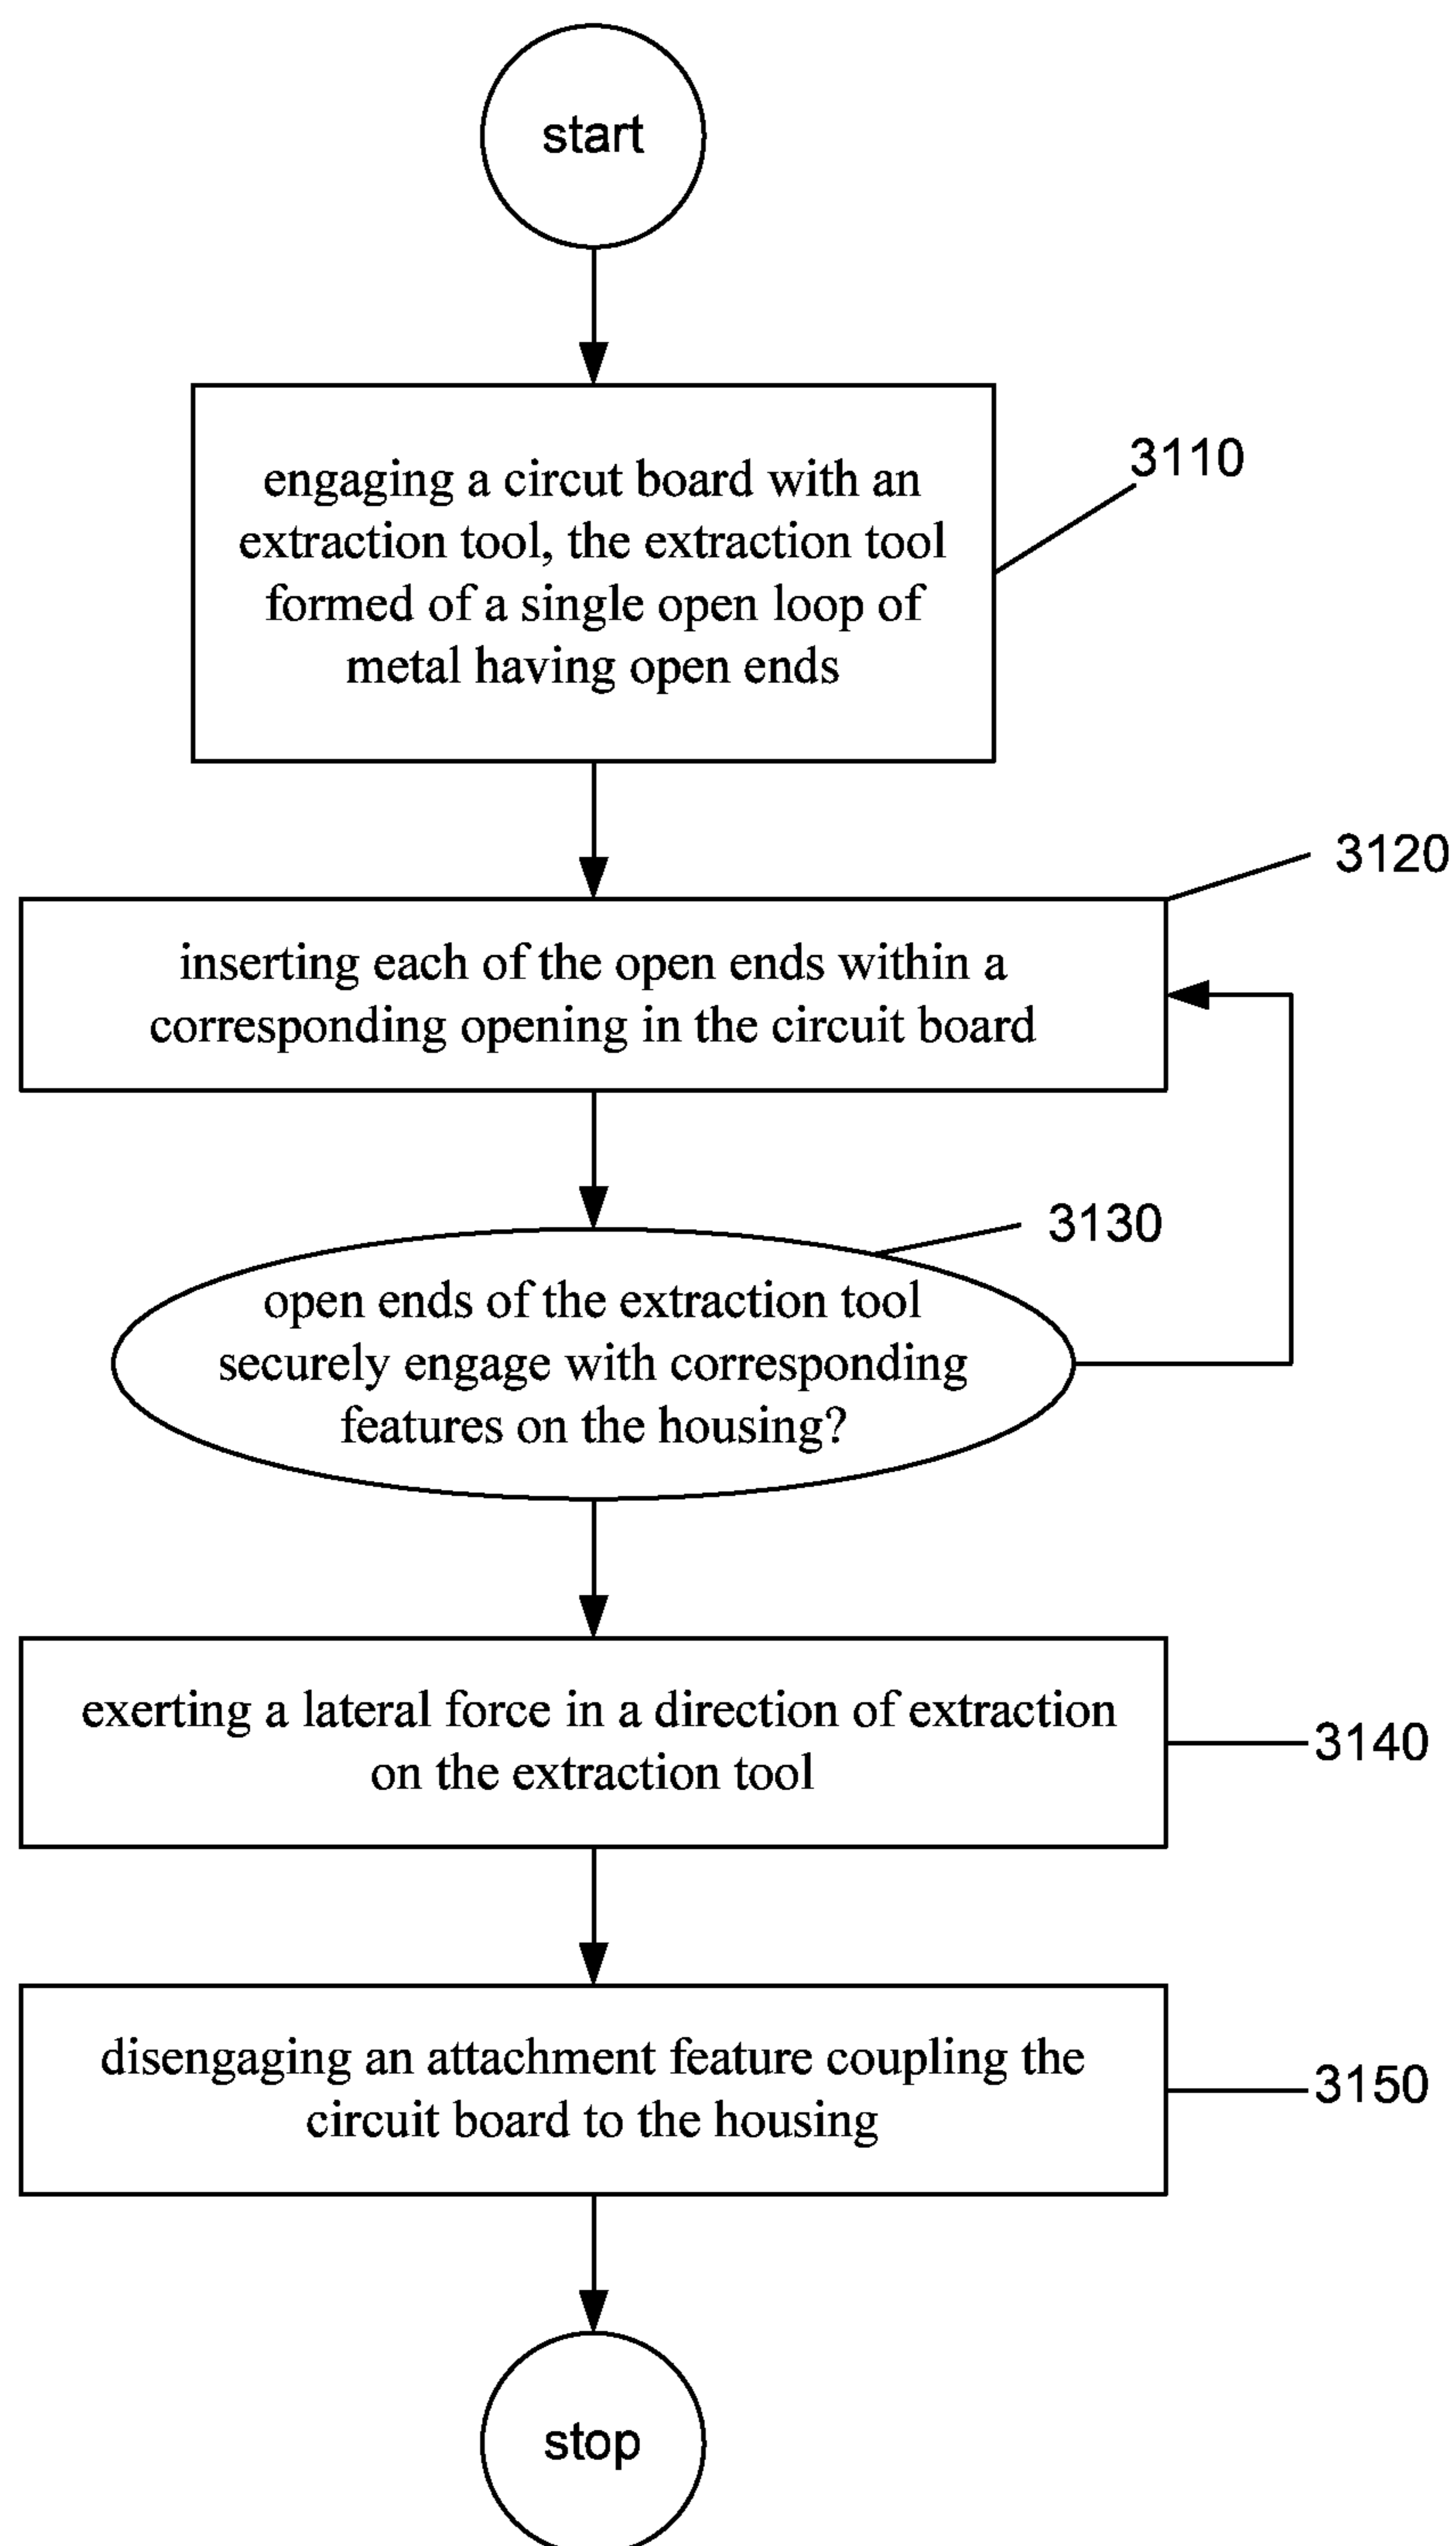 start
engaging a circut board with an
extraction tool, the extraction tool
formed of a single open loop of
metal having open ends
3110
3120
inserting each of the open ends within a
corresponding opening in the circuit board
3130
open ends of the extraction tool
securely engage with corresponding
features on the housing?
exerting a lateral force in a direction of extraction
on the extraction tool
3140
disengaging an attachment feature coupling the
circuit board to the housing
3150
stop